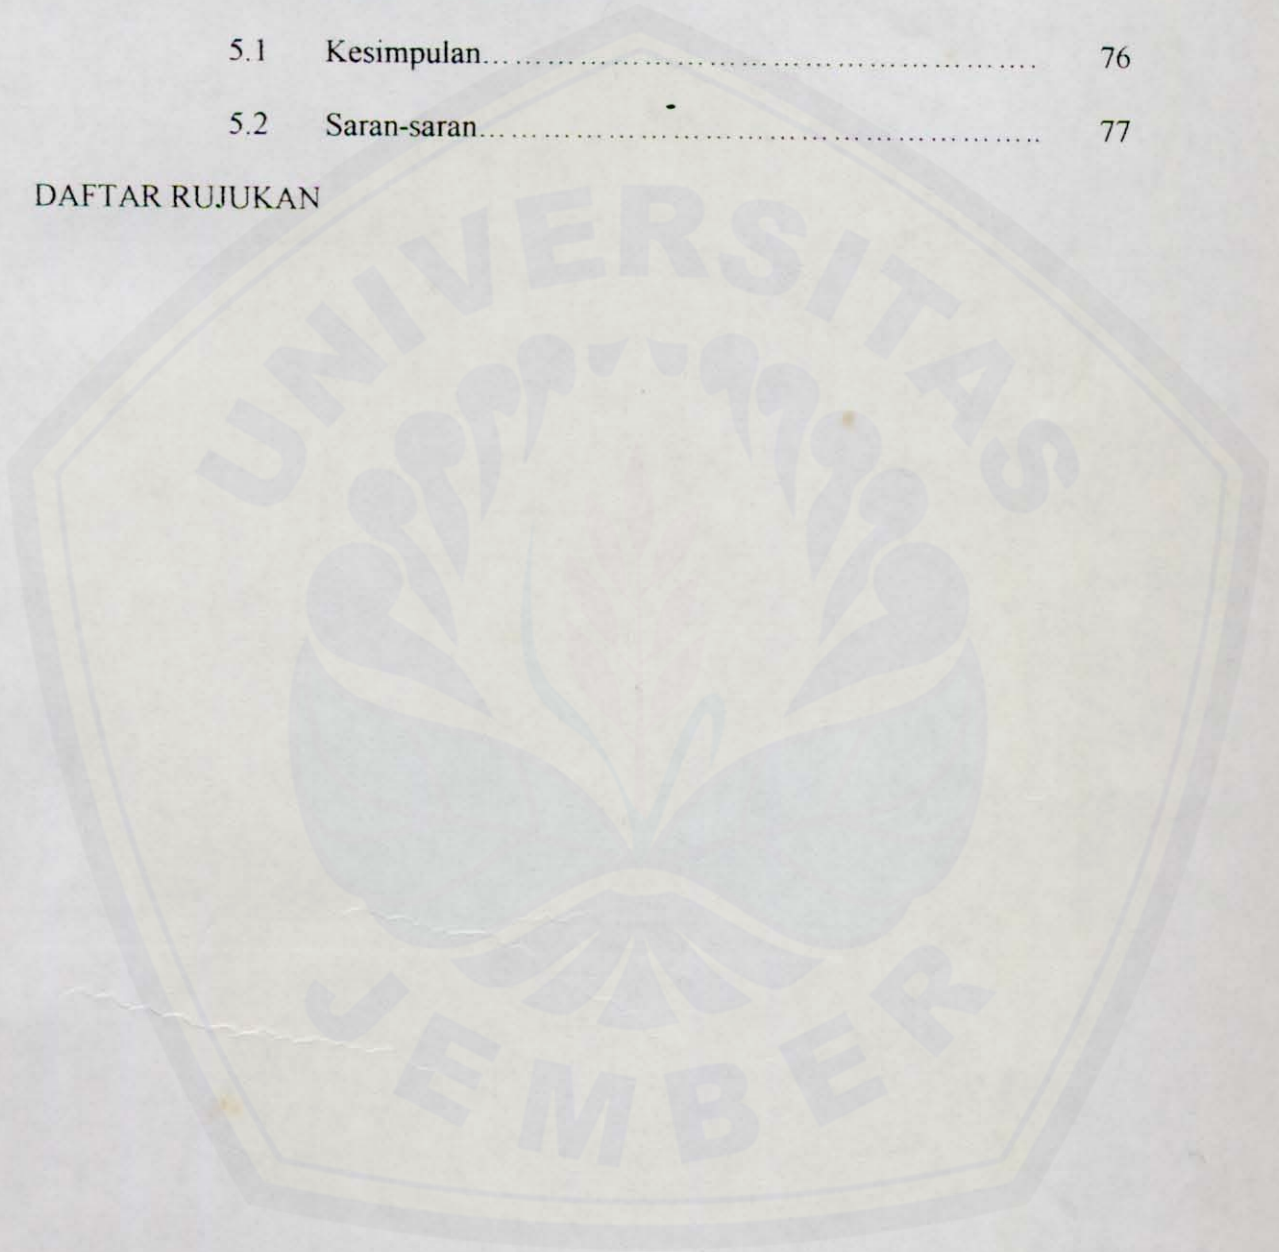 5.1 Kesimpulan........................................................ 76
5.2 Saran-saran........................................................ 77
DAFTAR RUJUKAN
UNIVERSITAS
JEMBER